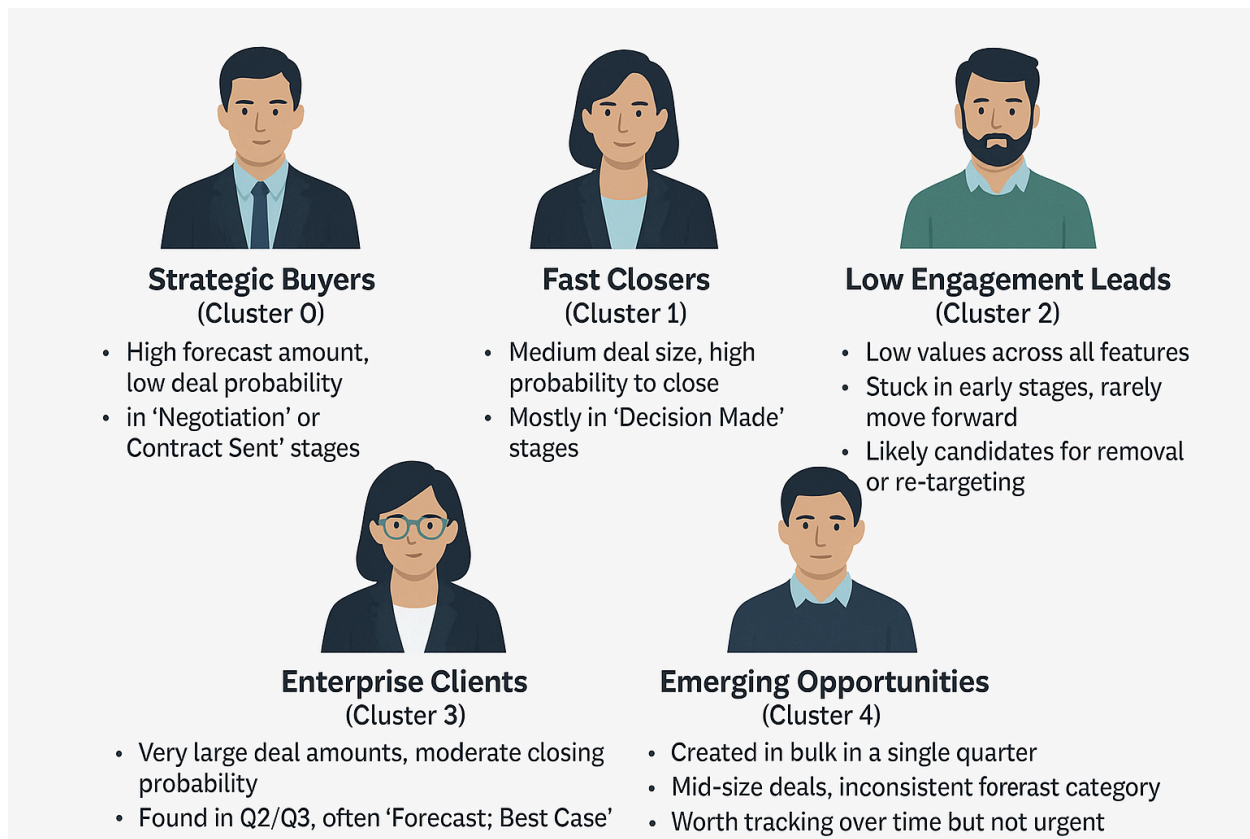 Strategic Buyers
(Cluster 0)
• High forecast amount,
low deal probability
• in ‘Negotiation’ or
Contract Sent’ stages
Fast Closers
(Cluster 1)
• Medium deal size, high
probability to close
• Mostly in ‘Decision Made’
stages
Low Engagement Leads
(Cluster 2)
• Low values across all features
• Stuck in early stages, rarely
move forward
• Likely candidates for removal
or re-targeting
Enterprise Clients
(Cluster 3)
• Very large deal amounts, moderate closing
probability
• Found in Q2/Q3, often ‘Forecast; Best Case’
Emerging Opportunities
(Cluster 4)
• Created in bulk in a single quarter
• Mid-size deals, inconsistent forerast category
• Worth tracking over time but not urgent